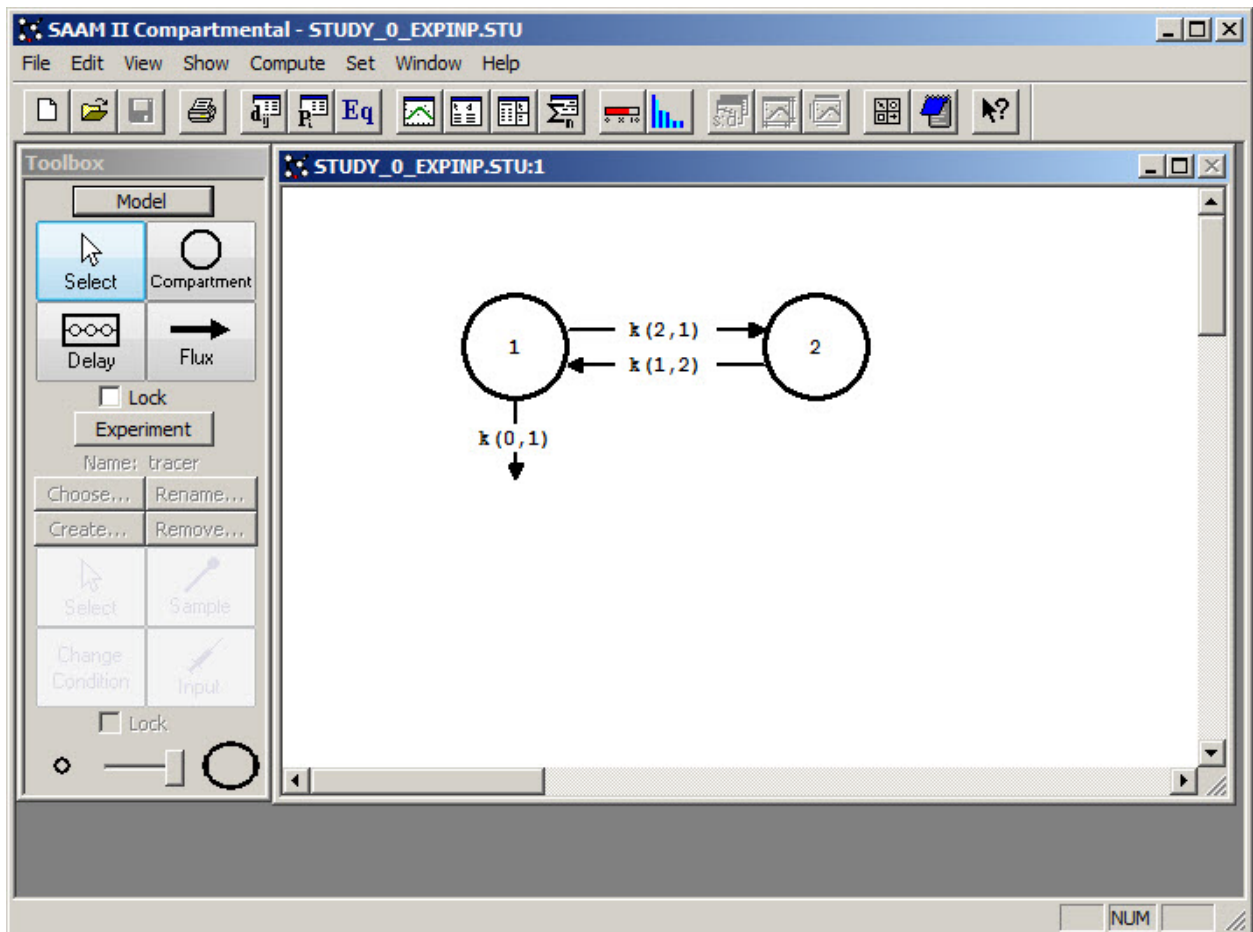 SAAM II Compartmental - STUDY_0_EXPINP.STU
File Edit View Show Compute Set Window Help
Eq
Toolbox
Model
Select Compartment
Delay Flux
Lock
Experiment
Name: tracer
Choose... Rename...
Create... Remove...
Select Sample
Change
Condition Input
Lock
STUDY_0_EXPINP.STU:1
1 k(2,1) 2
k(1,2)
k(0,1)
NUM